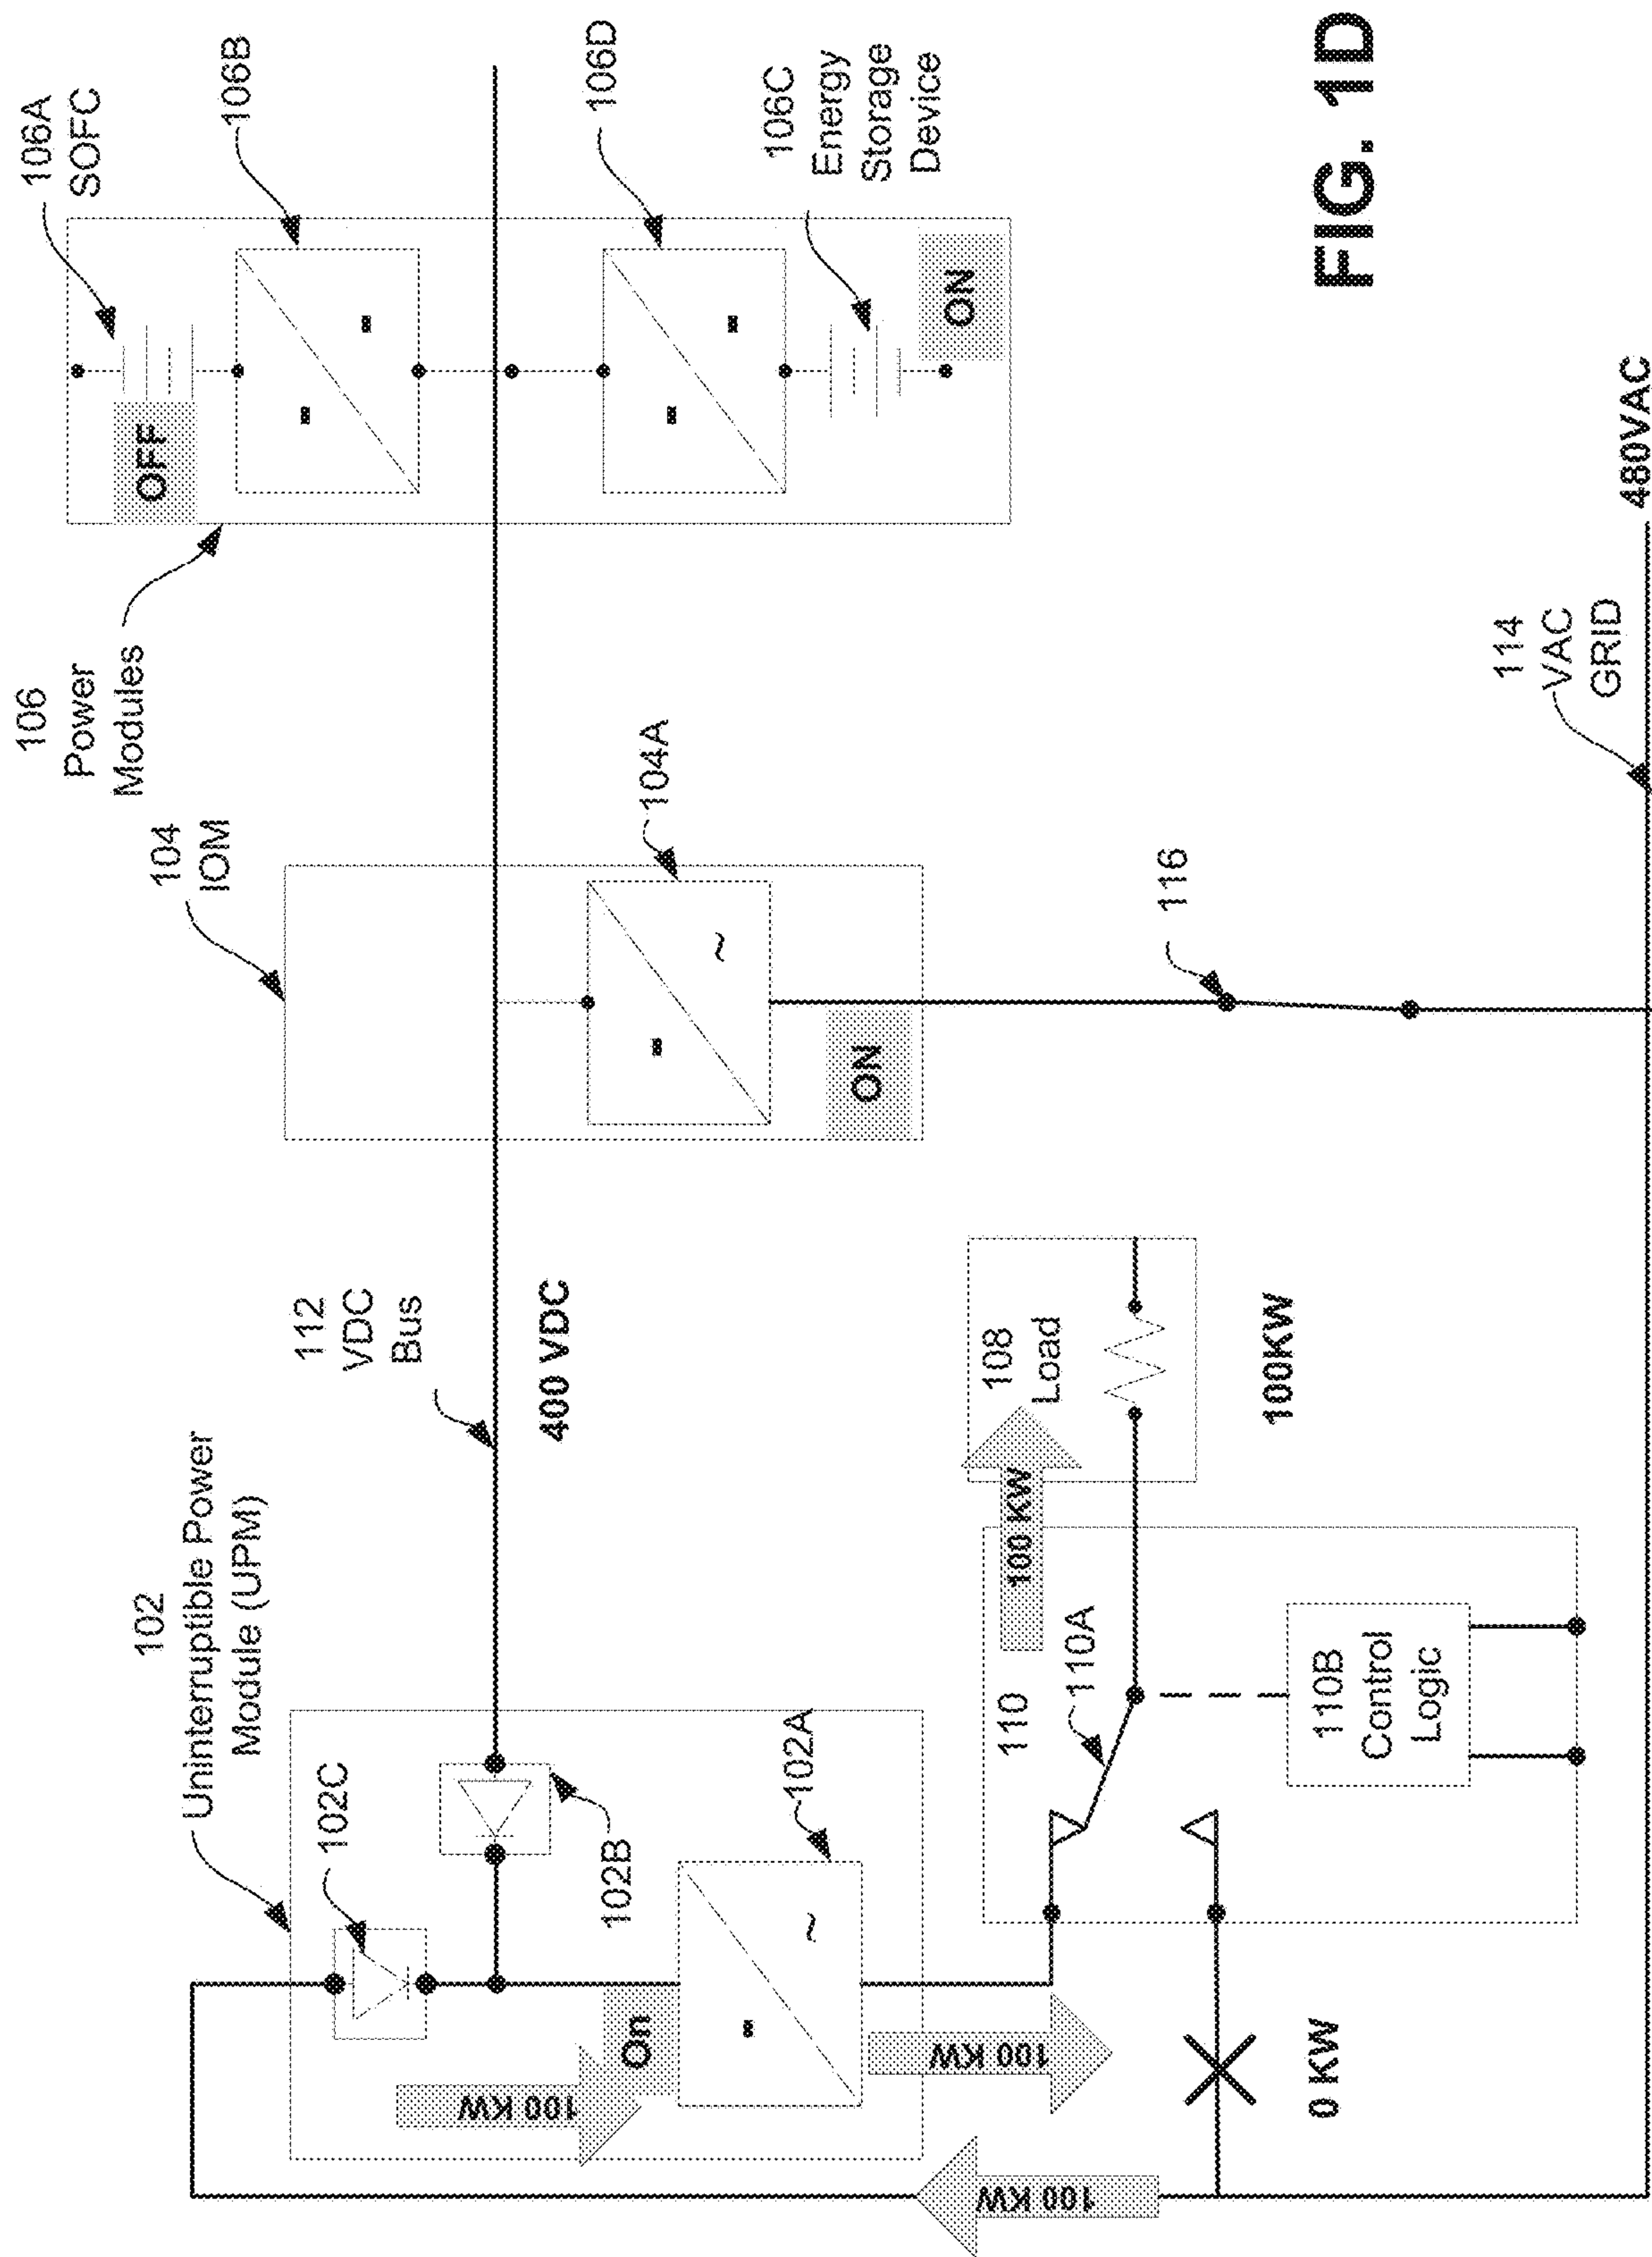 102
Uninterruptible Power
Module (UPM)
102C
102B
102A
On
100 KW
100 KW
100 KW
0 KW
112
VDC
Bus
400 VDC
110
110A
110B
Control
Logic
100 KW
108
Load
100KW
104
IOM
104A
ON
116
106
Power
Modules
106A
SOFC
OFF
106B
106D
106C
Energy
Storage
Device
ON
114
VAC
GRID
480VAC
FIG. 1D